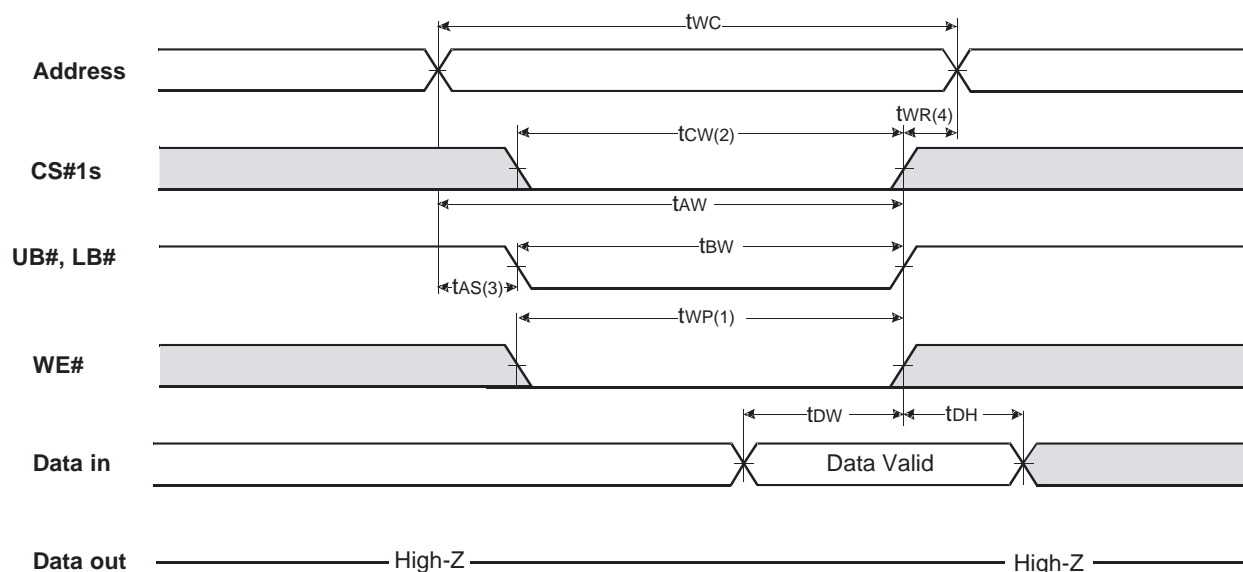 tWC
Address
tWR(4)
tCW(2)
CS#1s
tAW
UB#, LB#
tBW
tAS(3)
tWP(1)
WE#
tDW
tDH
Data in
Data Valid
Data out
High-Z
High-Z